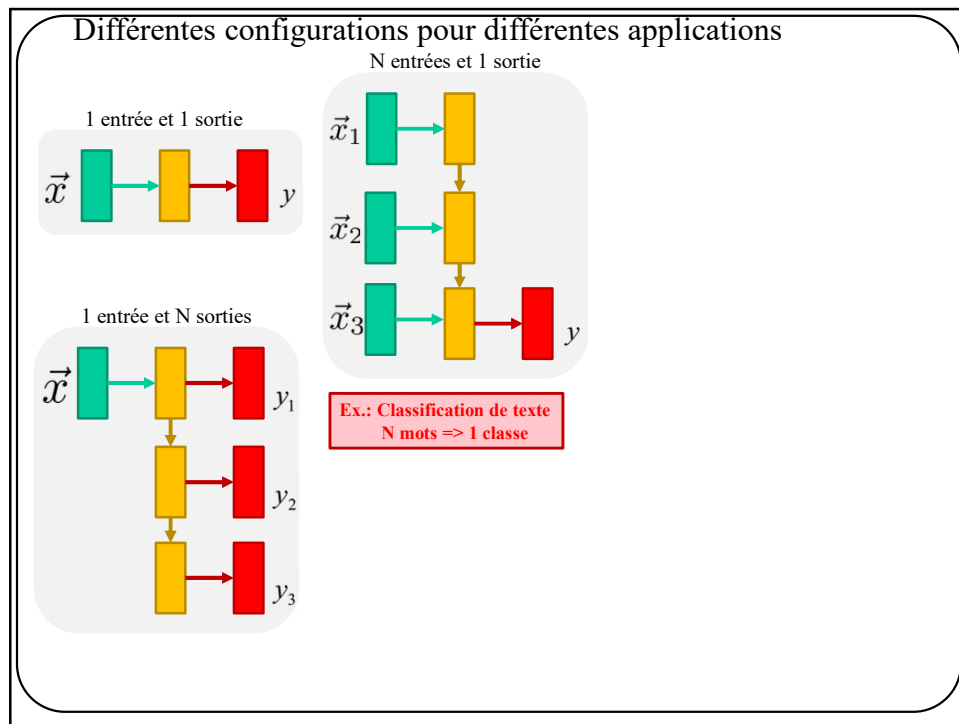 Différentes configurations pour différentes applications
1 entrée et 1 sortie
x⃗
y
1 entrée et N sorties
x⃗
y₁
y₂
y₃
N entrées et 1 sortie
x⃗₁
x⃗₂
x⃗₃
y
Ex.: Classification de texte
N mots => 1 classe